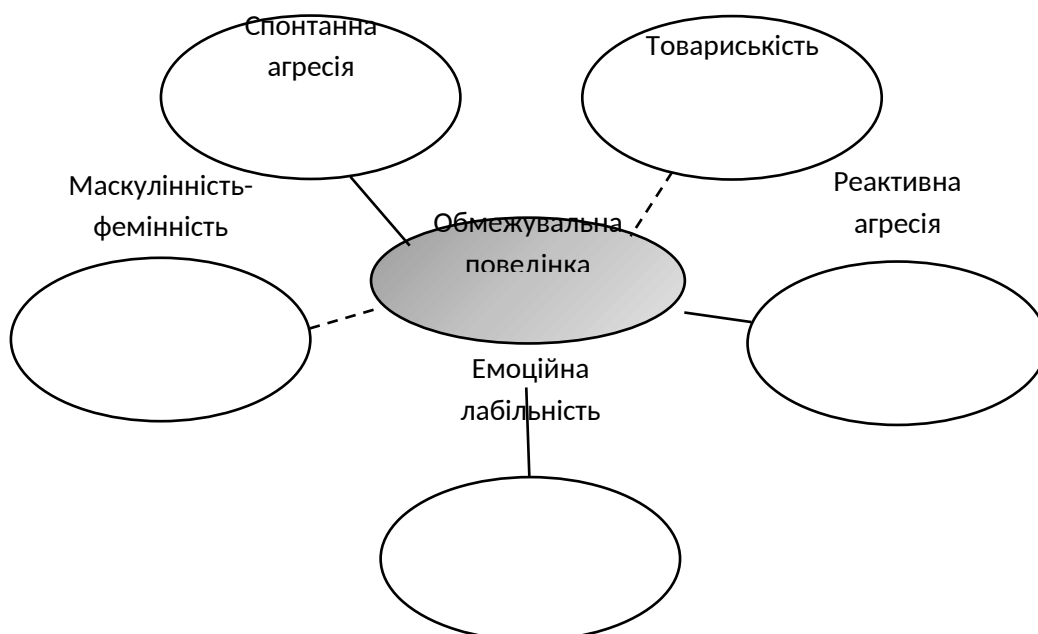 Спонтанна
агресія
Товариськість
Маскулінність-
фемінність
Реактивна
агресія
Обмежувальна
поведінка
Емоційна
лабільність